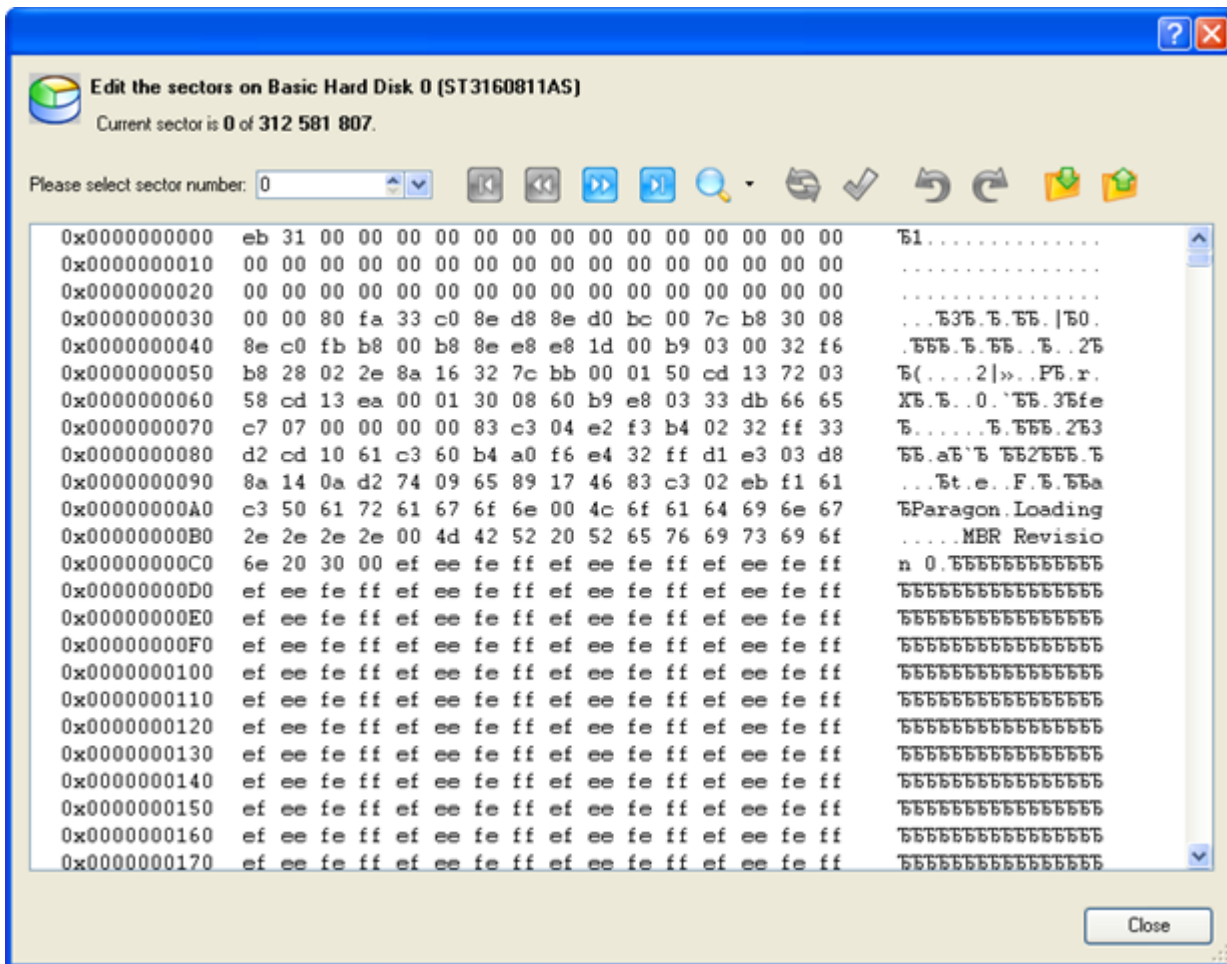 Edit the sectors on Basic Hard Disk 0 (ST3160811AS)
Current sector is 0 of 312 581 807.
Please select sector number: 0
0x0000000000 eb 31 00 00 00 00 00 00 00 00 00 00 00 00 00 00 Ђ1..............
0x0000000010 00 00 00 00 00 00 00 00 00 00 00 00 00 00 00 00 ................
0x0000000020 00 00 00 00 00 00 00 00 00 00 00 00 00 00 00 00 ................
0x0000000030 00 00 80 fa 33 c0 8e d8 8e d0 bc 00 7c b8 30 08 ...Ђ3Ђ.Ђ.ЂЂ.|Ђ0.
0x0000000040 8e c0 fb b8 00 b8 8e e8 e8 1d 00 b9 03 00 32 f6 .ЂЂЂ.Ђ.ЂЂ..Ђ..2Ђ
0x0000000050 b8 28 02 2e 8a 16 32 7c bb 00 01 50 cd 13 72 03 Ђ(....2|»..PЂ.r.
0x0000000060 58 cd 13 ea 00 01 30 08 60 b9 e8 03 33 db 66 65 XЂ.Ђ..0.`ЂЂ.3Ђfe
0x0000000070 c7 07 00 00 00 00 83 c3 04 e2 f3 b4 02 32 ff 33 Ђ......Ђ.ЂЂЂ.2Ђ3
0x0000000080 d2 cd 10 61 c3 60 b4 a0 f6 e4 32 ff d1 e3 03 d8 ЂЂ.aЂ`Ђ ЂЂ2ЂЂЂ.Ђ
0x0000000090 8a 14 0a d2 74 09 65 89 17 46 83 c3 02 eb f1 61 ...Ђt.e..F.Ђ.ЂЂa
0x00000000A0 c3 50 61 72 61 67 6f 6e 00 4c 6f 61 64 69 6e 67 ЂParagon.Loading
0x00000000B0 2e 2e 2e 2e 00 4d 42 52 20 52 65 76 69 73 69 6f .....MBR Revisio
0x00000000C0 6e 20 30 00 ef ee fe ff ef ee fe ff ef ee fe ff n 0.ЂЂЂЂЂЂЂЂЂЂЂЂ
0x00000000D0 ef ee fe ff ef ee fe ff ef ee fe ff ef ee fe ff ЂЂЂЂЂЂЂЂЂЂЂЂЂЂЂЂ
0x00000000E0 ef ee fe ff ef ee fe ff ef ee fe ff ef ee fe ff ЂЂЂЂЂЂЂЂЂЂЂЂЂЂЂЂ
0x00000000F0 ef ee fe ff ef ee fe ff ef ee fe ff ef ee fe ff ЂЂЂЂЂЂЂЂЂЂЂЂЂЂЂЂ
0x0000000100 ef ee fe ff ef ee fe ff ef ee fe ff ef ee fe ff ЂЂЂЂЂЂЂЂЂЂЂЂЂЂЂЂ
0x0000000110 ef ee fe ff ef ee fe ff ef ee fe ff ef ee fe ff ЂЂЂЂЂЂЂЂЂЂЂЂЂЂЂЂ
0x0000000120 ef ee fe ff ef ee fe ff ef ee fe ff ef ee fe ff ЂЂЂЂЂЂЂЂЂЂЂЂЂЂЂЂ
0x0000000130 ef ee fe ff ef ee fe ff ef ee fe ff ef ee fe ff ЂЂЂЂЂЂЂЂЂЂЂЂЂЂЂЂ
0x0000000140 ef ee fe ff ef ee fe ff ef ee fe ff ef ee fe ff ЂЂЂЂЂЂЂЂЂЂЂЂЂЂЂЂ
0x0000000150 ef ee fe ff ef ee fe ff ef ee fe ff ef ee fe ff ЂЂЂЂЂЂЂЂЂЂЂЂЂЂЂЂ
0x0000000160 ef ee fe ff ef ee fe ff ef ee fe ff ef ee fe ff ЂЂЂЂЂЂЂЂЂЂЂЂЂЂЂЂ
0x0000000170 ef ee fe ff ef ee fe ff ef ee fe ff ef ee fe ff ЂЂЂЂЂЂЂЂЂЂЂЂЂЂЂЂ
Close